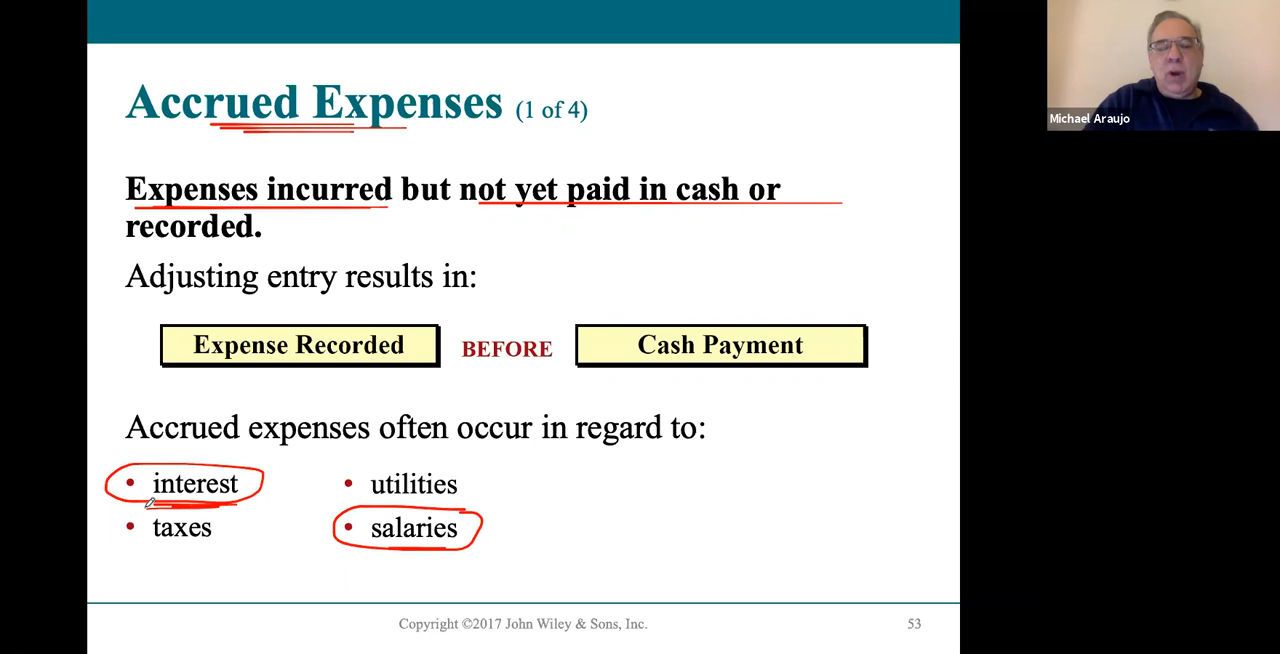 Accrued Expenses (1 of 4)
Expenses incurred but not yet paid in cash or
recorded.
Adjusting entry results in:
Expense Recorded BEFORE Cash Payment
Accrued expenses often occur in regard to:
• interest • utilities
• taxes • salaries
Copyright ©2017 John Wiley & Sons, Inc. 53
Michael Araujo